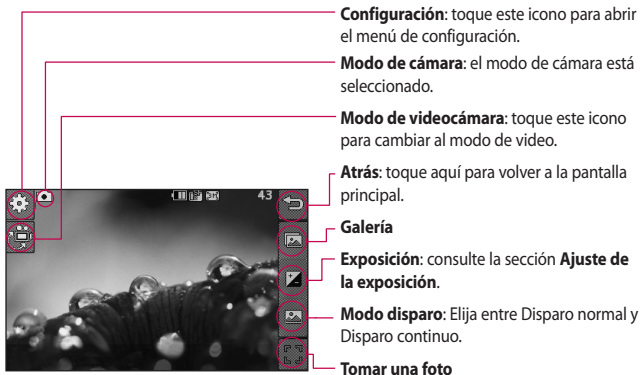 Configuración: toque este icono para abrir
el menú de configuración.
Modo de cámara: el modo de cámara está
seleccionado.
Modo de videocámara: toque este icono
para cambiar al modo de video.
Atrás: toque aquí para volver a la pantalla
principal.
43
Galería
Exposición: consulte la sección Ajuste de
la exposición.
Modo disparo: Elija entre Disparo normal y
Disparo continuo.
Tomar una foto